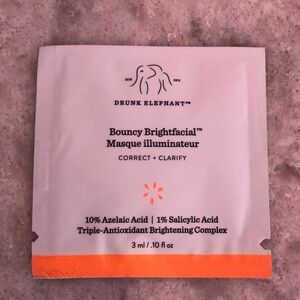 DRUNK ELEPHANT™
Bouncy Brightfacial™
Masque illuminateur
CORRECT + CLARIFY
10% Azelaic Acid | 1% Salicylic Acid
Triple-Antioxidant Brightening Complex
3 ml / .10 fl oz